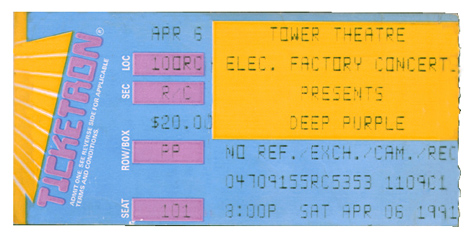 TICKETRON®
ADMIT ONE. SEE REVERSE SIDE FOR APPLICABLE
TERMS AND CONDITIONS.
APR 6
LOC 100RC
SEC R/C
$20.00
ROW/BOX PP
SEAT 101
TOWER THEATRE
ELEC. FACTORY CONCERT.
PRESENTS
DEEP PURPLE
NO REF./EXCH./CAM./REC
04709155RC5353 1109C1
8:00P SAT APR 06 1991